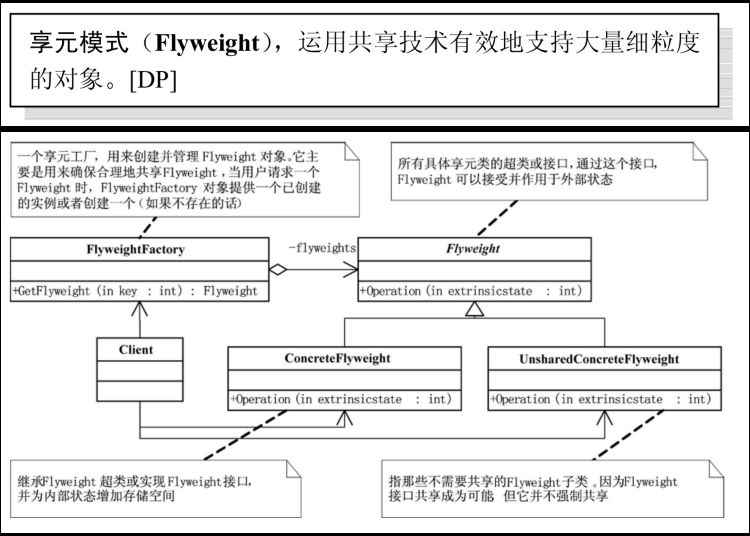 享元模式（Flyweight），运用共享技术有效地支持大量细粒度
的对象。[DP]
一个享元工厂，用来创建并管理 Flyweight 对象。它主
要是用来确保合理地共享Flyweight，当用户请求一个
Flyweight 时，FlyweightFactory 对象提供一个已创建
的实例或者创建一个（如果不存在的话）
所有具体享元类的超类或接口，通过这个接口，
Flyweight 可以接受并作用于外部状态
FlyweightFactory
+GetFlyweight(in key : int) : Flyweight
-flyweights
Flyweight
+Operation(in extrinsicstate : int)
Client
ConcreteFlyweight
+Operation(in extrinsicstate : int)
UnsharedConcreteFlyweight
+Operation(in extrinsicstate : int)
继承Flyweight 超类或实现 Flyweight接口，
并为内部状态增加存储空间
指那些不需要共享的Flyweight子类。因为Flyweight
接口共享成为可能 但它并不强制共享